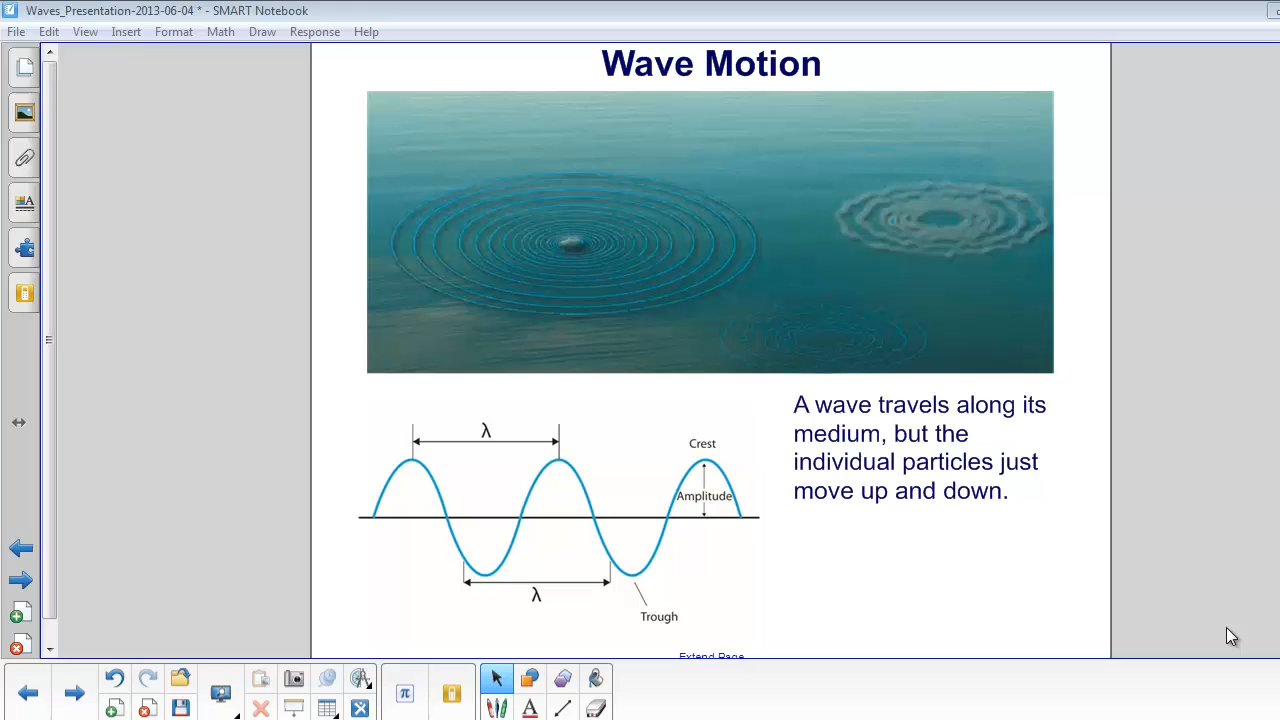 Waves_Presentation-2013-06-04 * - SMART Notebook
File Edit View Insert Format Math Draw Response Help
Wave Motion
A wave travels along its
medium, but the
individual particles just
move up and down.
λ
Crest
Amplitude
λ
Trough
Extend Page
π
A